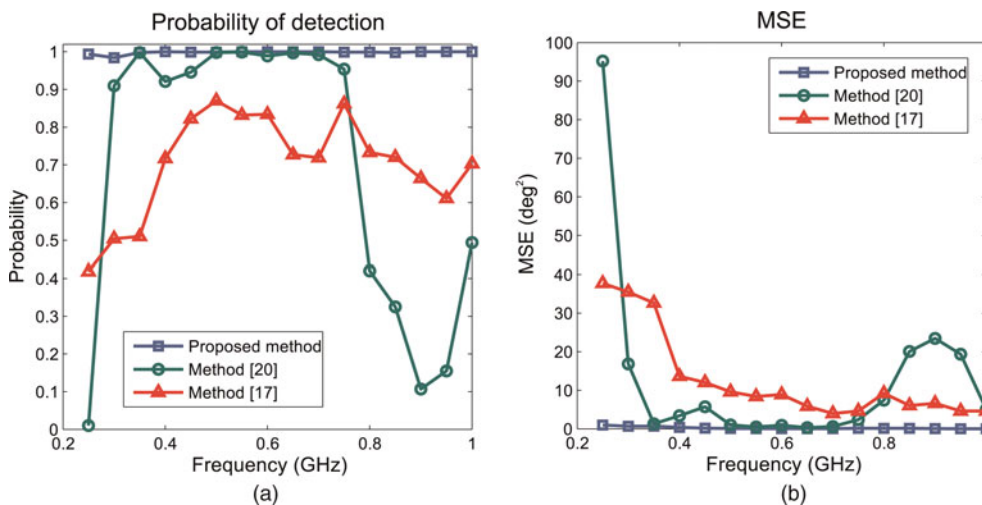 Probability of detection
1
0.9
0.8
0.7
0.6
0.5
0.4
0.3
0.2
0.1
0
Probability
Proposed method
Method [20]
Method [17]
0.2
0.4
0.6
0.8
1
Frequency (GHz)
(a)
MSE
100
90
80
70
60
50
40
30
20
10
0
MSE (deg²)
Proposed method
Method [20]
Method [17]
0.2
0.4
0.6
0.8
Frequency (GHz)
(b)